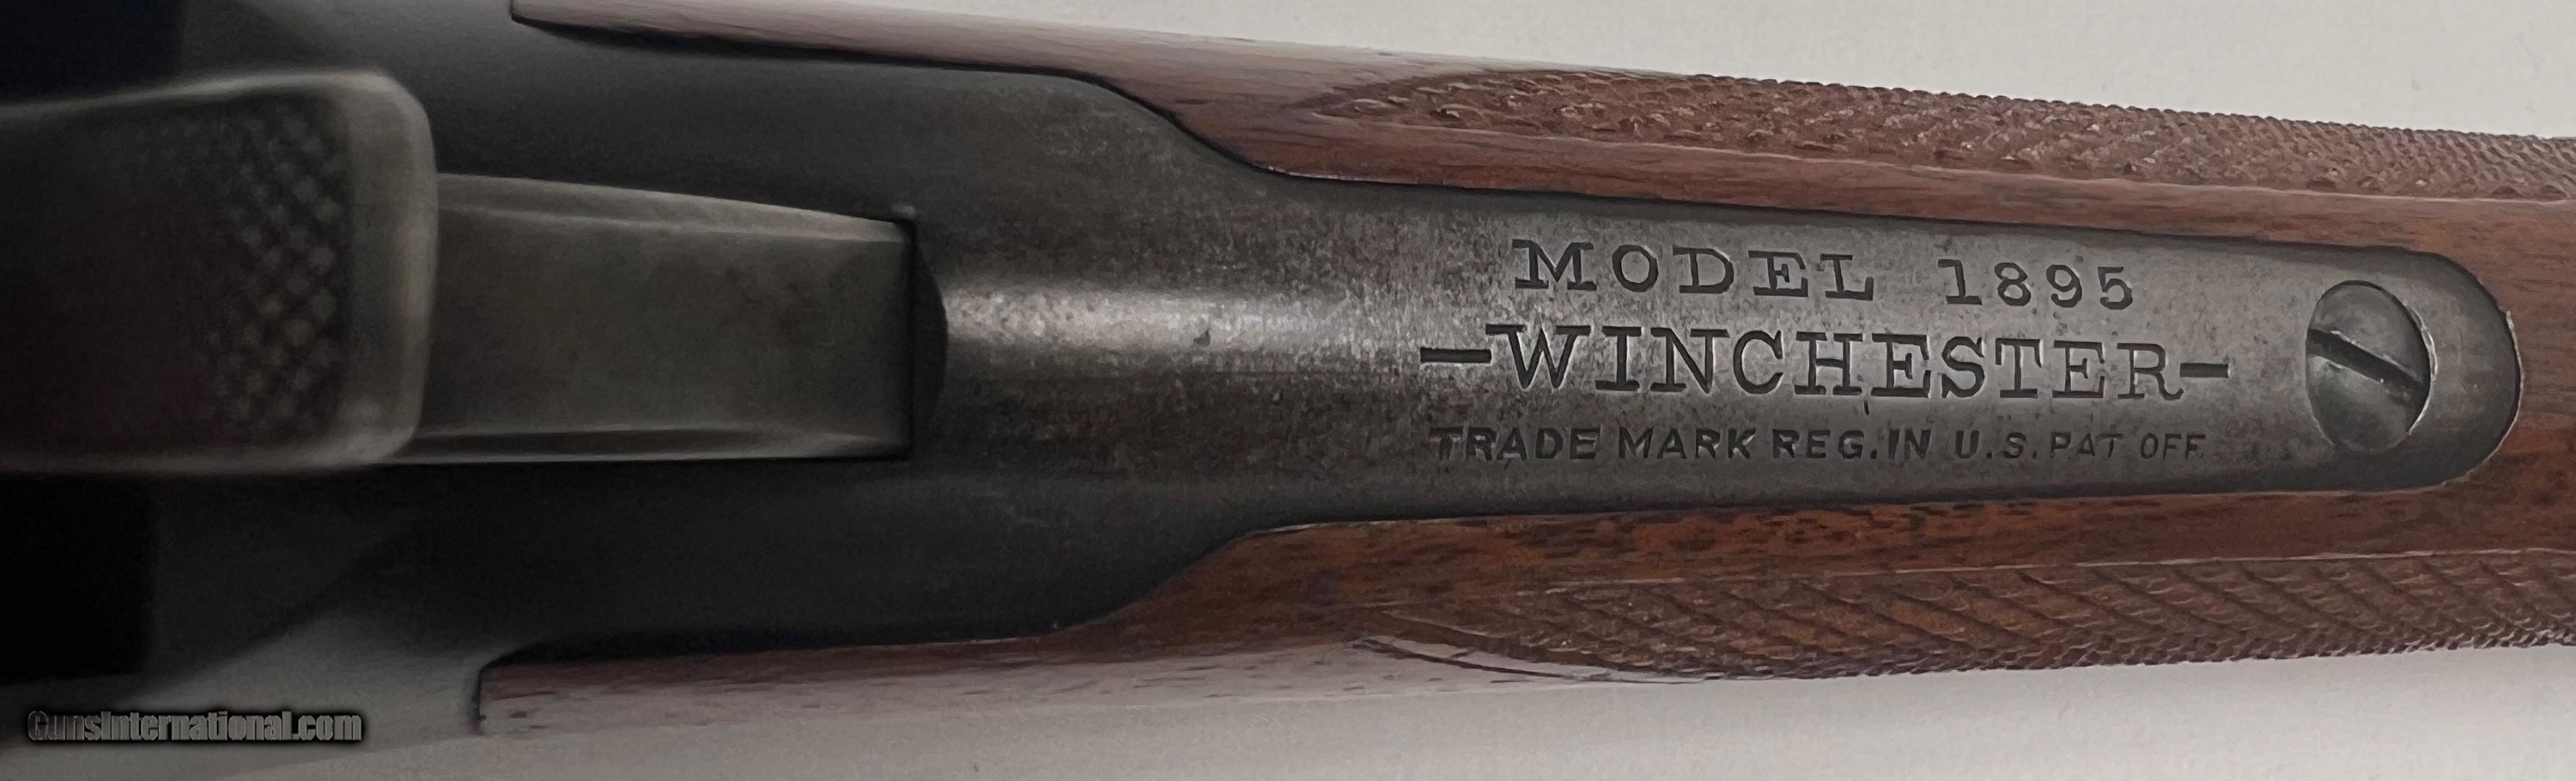 MODEL 1895
-WINCHESTER-
TRADE MARK REG. IN U.S. PAT OFF.
GunsInternational.com